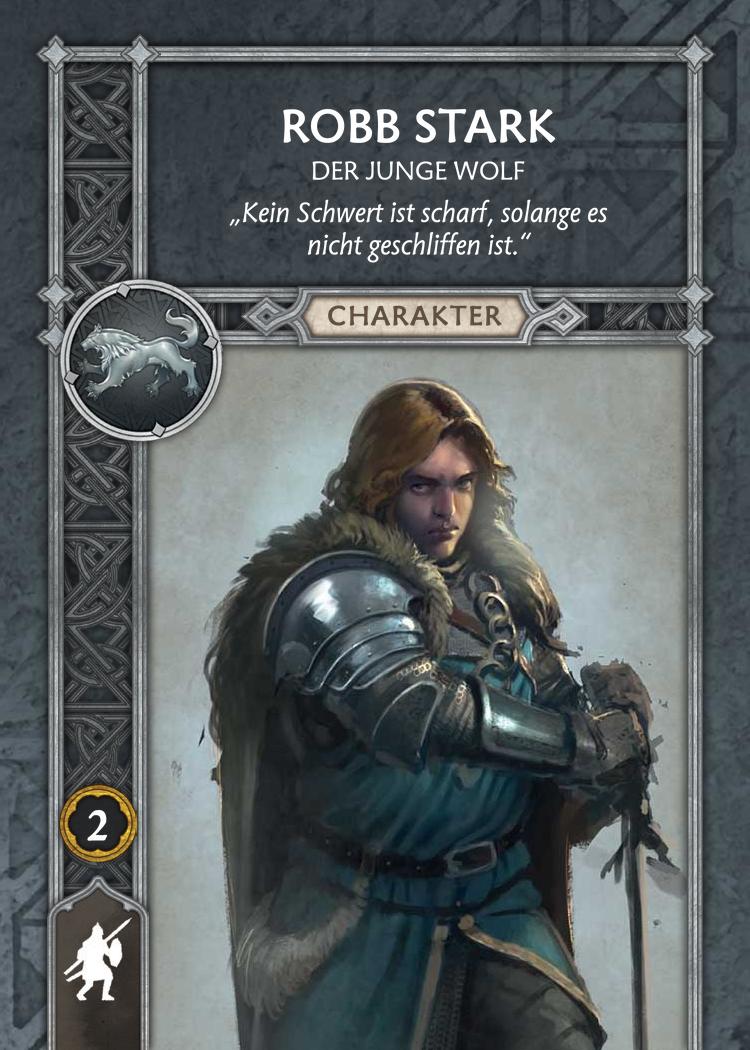 ROBB STARK
DER JUNGE WOLF
„Kein Schwert ist scharf, solange es
nicht geschliffen ist.“
CHARAKTER
2